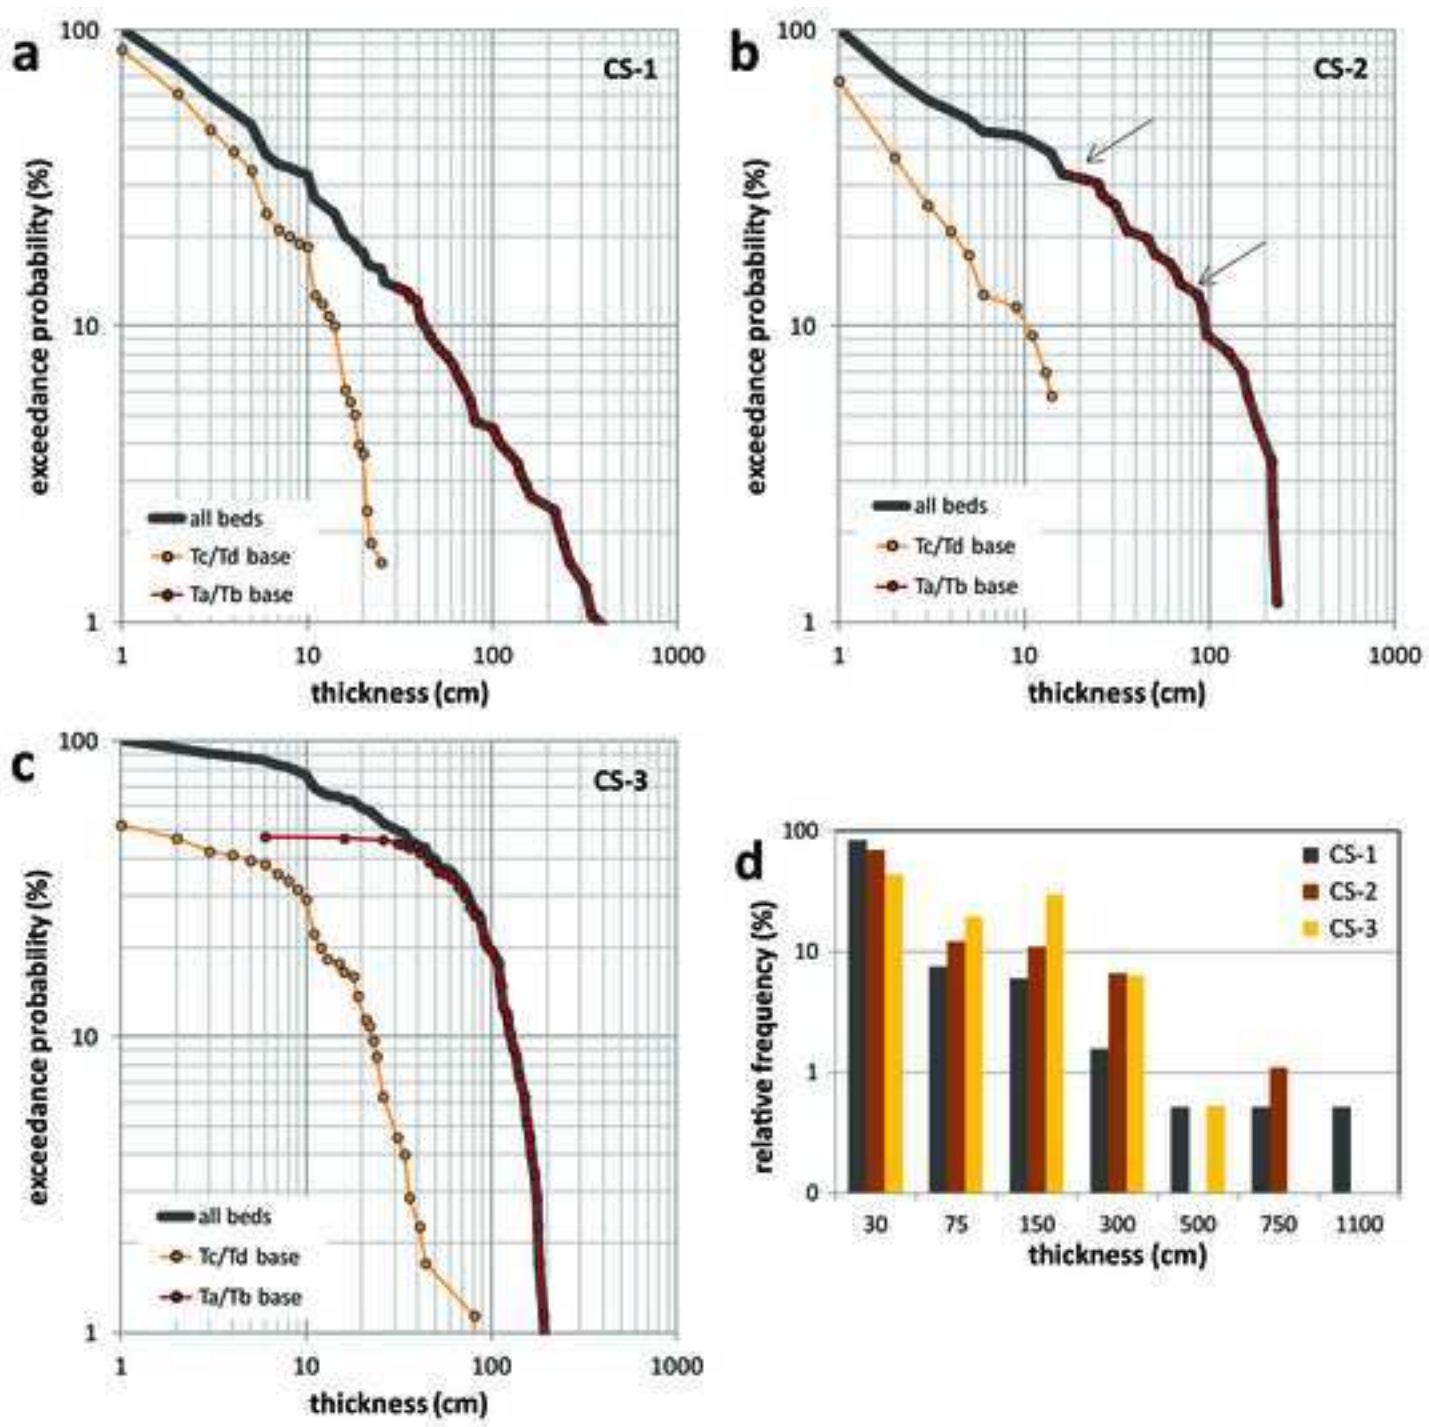 a
CS-1
100
10
1
exceedance probability (%)
all beds
Tc/Td base
Ta/Tb base
1 10 100 1000
thickness (cm)
b
CS-2
100
10
1
exceedance probability (%)
all beds
Tc/Td base
Ta/Tb base
1 10 100 1000
thickness (cm)
c
CS-3
100
10
1
exceedance probability (%)
all beds
Tc/Td base
Ta/Tb base
1 10 100 1000
thickness (cm)
d
100
10
1
0
relative frequency (%)
CS-1
CS-2
CS-3
30 75 150 300 500 750 1100
thickness (cm)